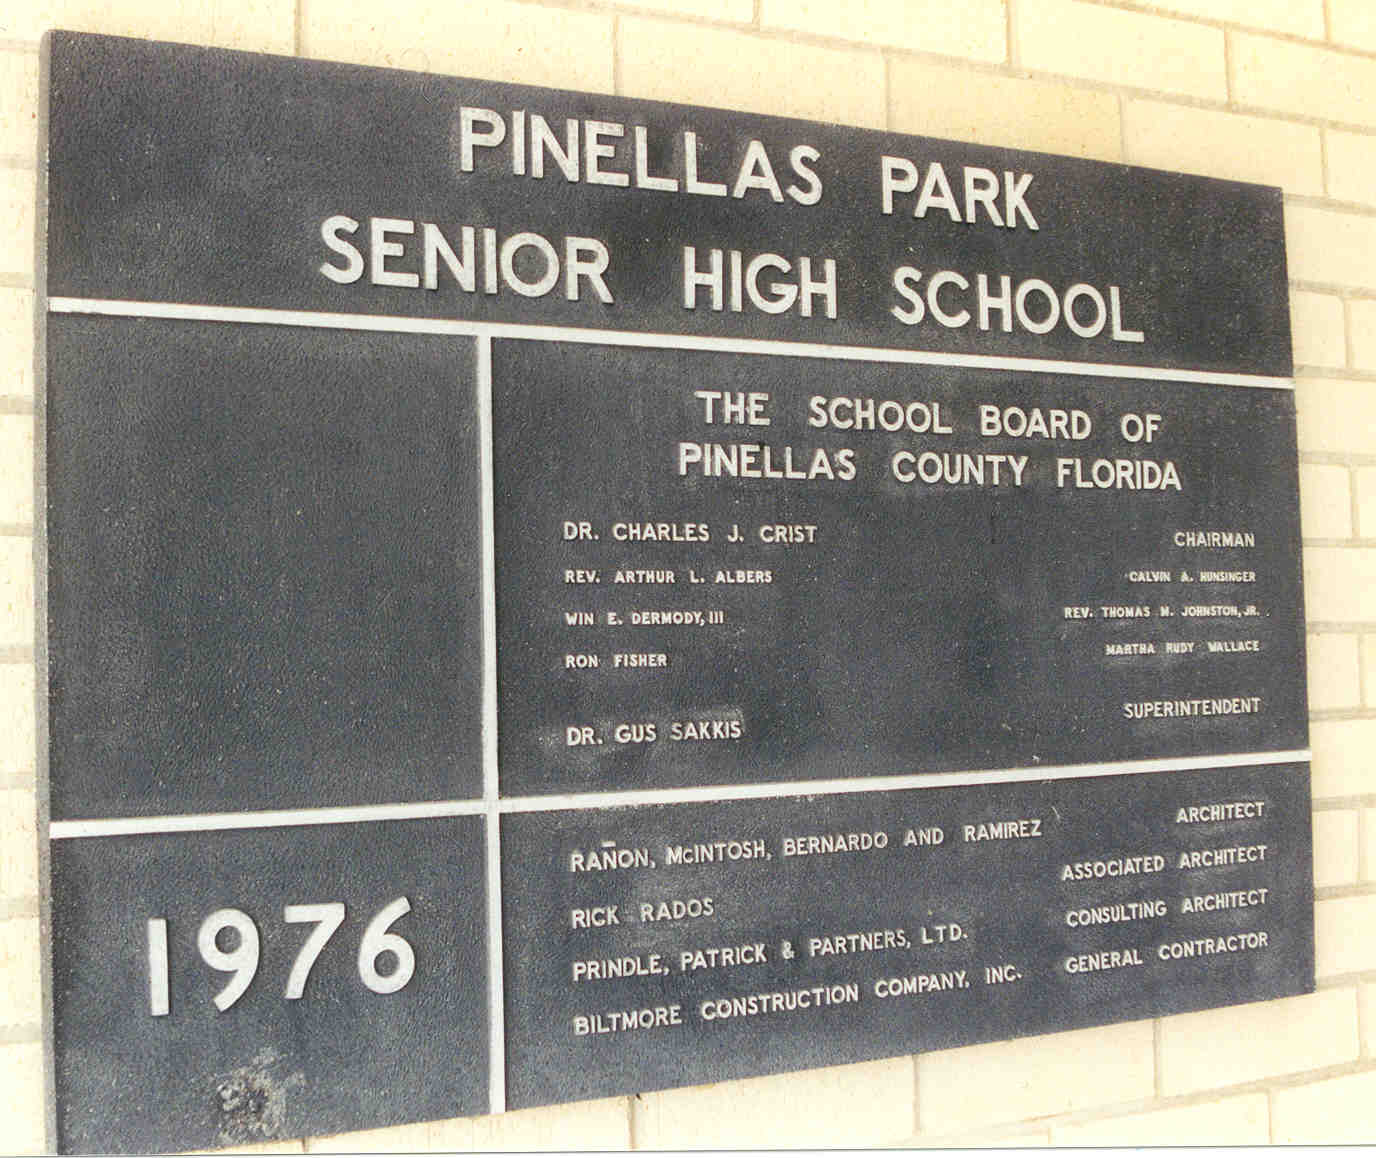 PINELLAS PARK
SENIOR HIGH SCHOOL
THE SCHOOL BOARD OF
PINELLAS COUNTY FLORIDA
DR. CHARLES J. CRIST CHAIRMAN
REV. ARTHUR L. ALBERS CALVIN A. HUNSINGER
WIN E. DERMODY, III REV. THOMAS M. JOHNSTON, JR.
RON FISHER MARTHA RUDY WALLACE
DR. GUS SAKKIS SUPERINTENDENT
1976
RAÑON, McINTOSH, BERNARDO AND RAMIREZ ARCHITECT
RICK RADOS ASSOCIATED ARCHITECT
PRINDLE, PATRICK & PARTNERS, LTD. CONSULTING ARCHITECT
BILTMORE CONSTRUCTION COMPANY, INC. GENERAL CONTRACTOR